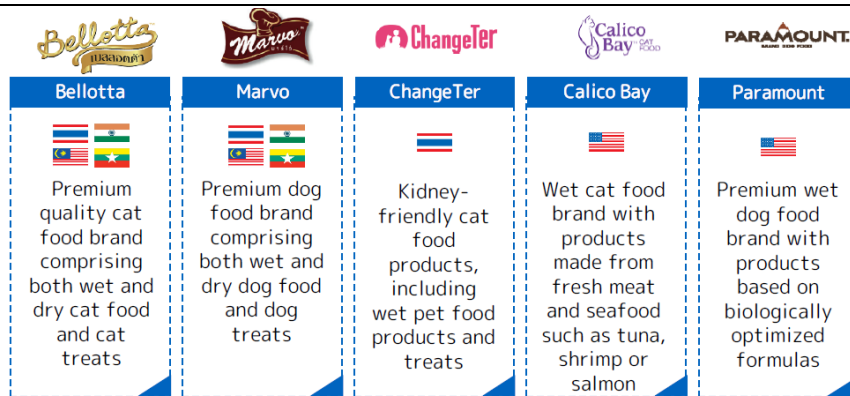 Bellotta
เบลลอตต้า
Marvo
ChangeTer
Calico
Bay CAT FOOD
PARAMOUNT
Bellotta
Marvo
ChangeTer
Calico Bay
Paramount
Premium
quality cat
food brand
comprising
both wet and
dry cat food
and cat
treats
Premium dog
food brand
comprising
both wet and
dry dog food
and dog
treats
Kidney-
friendly cat
food
products,
including
wet pet food
products and
treats
Wet cat food
brand with
products
made from
fresh meat
and seafood
such as tuna,
shrimp or
salmon
Premium wet
dog food
brand with
products
based on
biologically
optimized
formulas